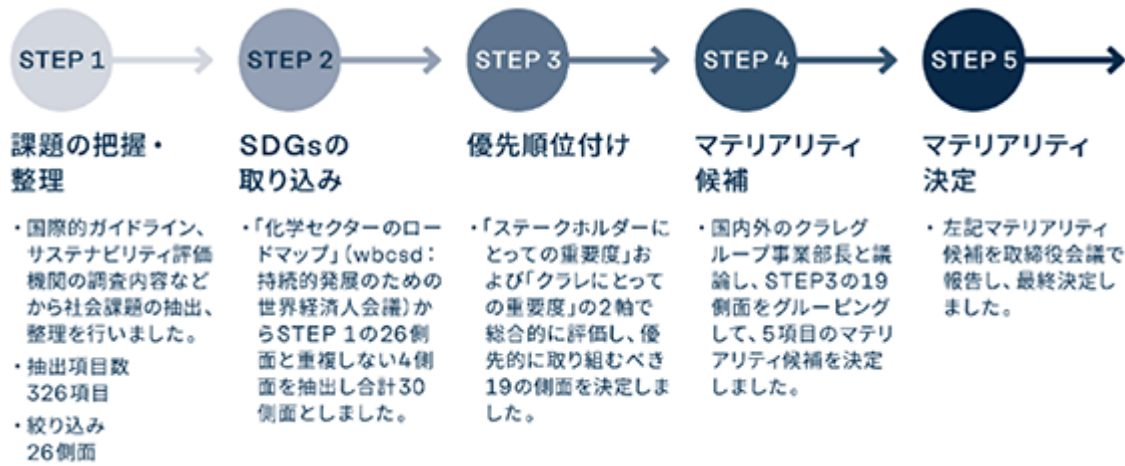 STEP 1
課題の把握・
整理
・国際的ガイドライン、
サステナビリティ評価
機関の調査内容など
から社会課題の抽出、
整理を行いました。
・抽出項目数
326項目
・絞り込み
26側面
STEP 2
SDGsの
取り込み
・「化学セクターのロー
ドマップ」(wbcsd：
持続的発展のための
世界経済人会議)か
らSTEP 1の26側
面と重複しない4側
面を抽出し合計30
側面としました。
STEP 3
優先順位付け
・「ステークホルダーに
とっての重要度」お
よび「クラレにとって
の重要度」の2軸で
総合的に評価し、優
先的に取り組むべき
19の側面を決定しま
した。
STEP 4
マテリアリティ
候補
・国内外のクラレグ
ループ事業部長と議
論し、STEP3の19
側面をグルーピング
して、5項目のマテリ
アリティ候補を決定
しました。
STEP 5
マテリアリティ
決定
・左記マテリアリティ
候補を取締役会議で
報告し、最終決定し
ました。